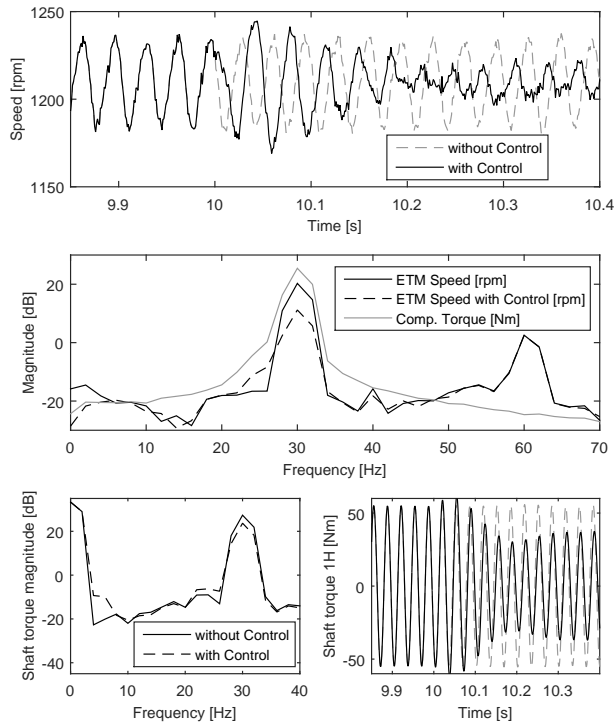 1250
1200
1150
Speed [rpm]
without Control
with Control
9.9 10 10.1 10.2 10.3 10.4
Time [s]
20
0
-20
Magnitude [dB]
ETM Speed [rpm]
ETM Speed with Control [rpm]
Comp. Torque [Nm]
0 10 20 30 40 50 60 70
Frequency [Hz]
25
0
-20
-45
Shaft torque magnitude [dB]
without Control
with Control
0 10 20 30 40
Frequency [Hz]
50
0
-50
Shaft torque 1H [Nm]
9.9 10 10.1 10.2 10.3
Time [s]